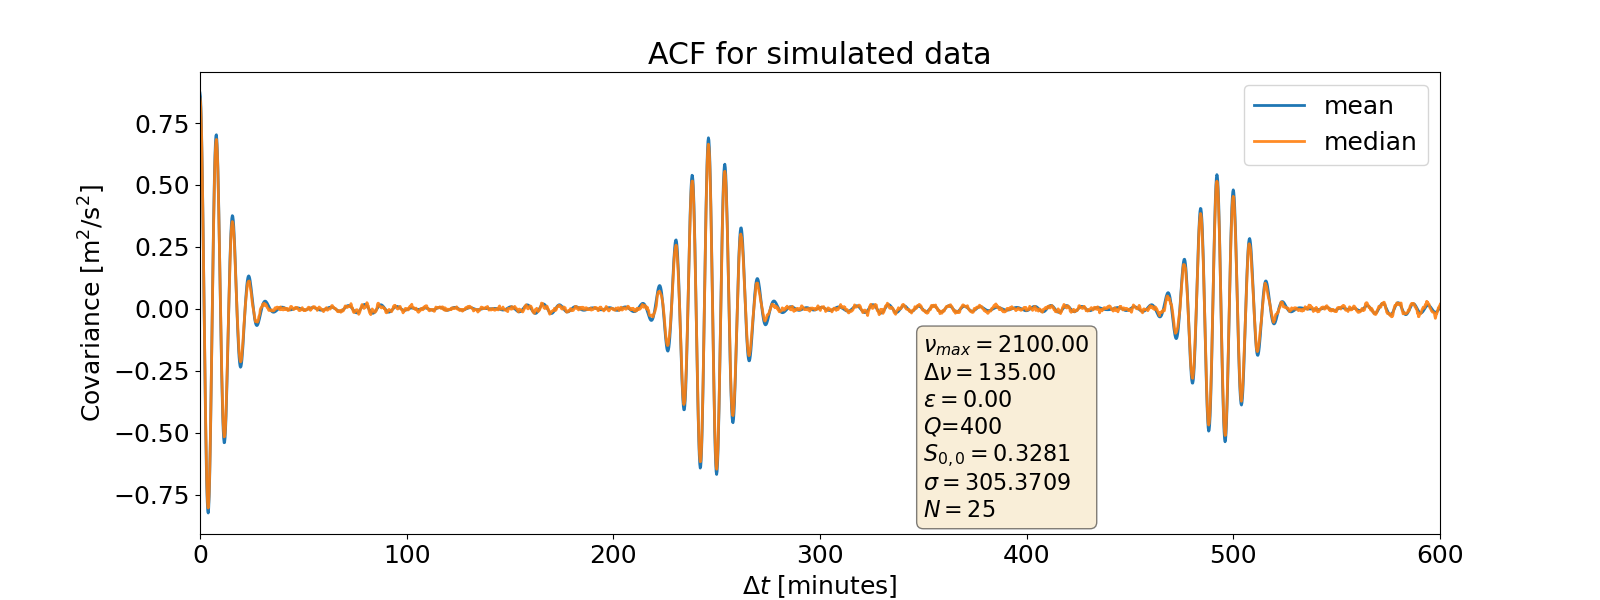 ACF for simulated data
mean
median
Covariance [m²/s²]
0.75
0.50
0.25
0.00
−0.25
−0.50
−0.75
ν_max = 2100.00
Δν = 135.00
ε = 0.00
Q=400
S_0,0 = 0.3281
σ = 305.3709
N = 25
0 100 200 300 400 500 600
Δt [minutes]